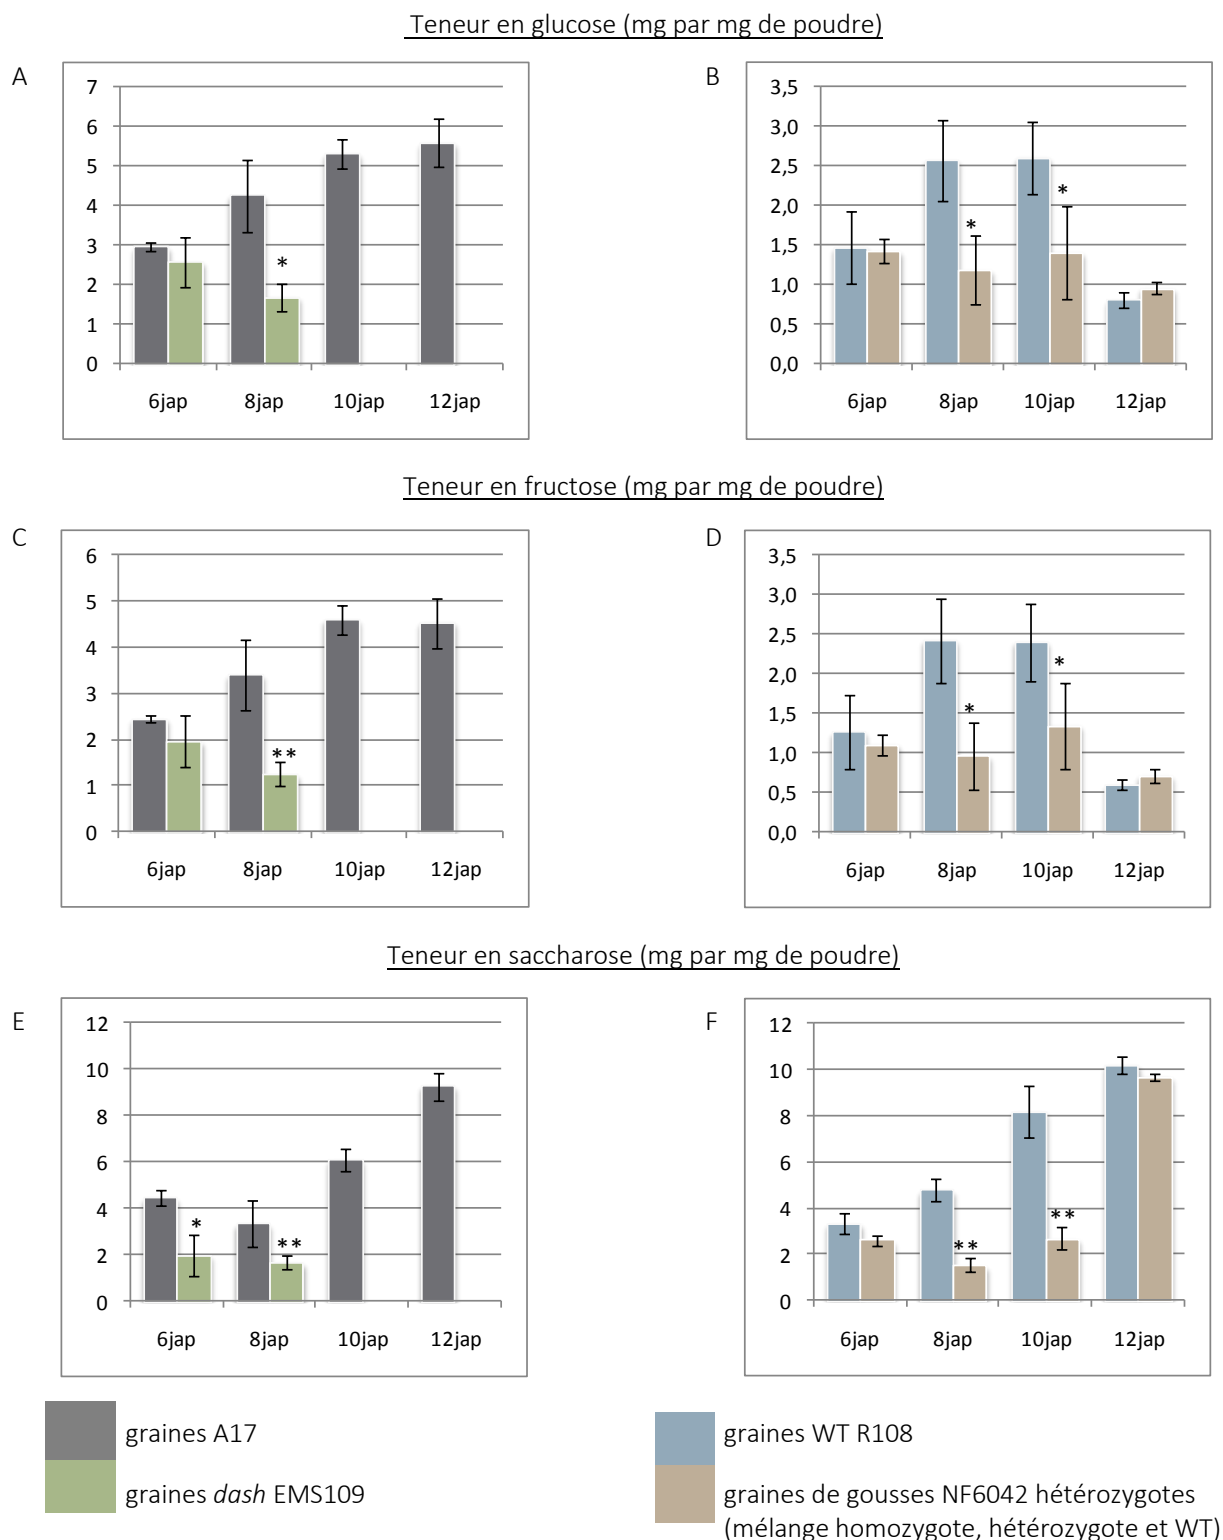 Teneur en glucose (mg par mg de poudre)
A
7
6
5
4
3
2
1
0
*
6jap 8jap 10jap 12jap
B
3,5
3,0
2,5
2,0
1,5
1,0
0,5
0,0
* *
6jap 8jap 10jap 12jap
Teneur en fructose (mg par mg de poudre)
C
6
5
4
3
2
1
0
**
6jap 8jap 10jap 12jap
D
3,5
3,0
2,5
2,0
1,5
1,0
0,5
0,0
* *
6jap 8jap 10jap 12jap
Teneur en saccharose (mg par mg de poudre)
E
12
10
8
6
4
2
0
* **
6jap 8jap 10jap 12jap
F
12
10
8
6
4
2
0
** **
6jap 8jap 10jap 12jap
graines A17
graines dash EMS109
graines WT R108
graines de gousses NF6042 hétérozygotes
(mélange homozygote, hétérozygote et WT)